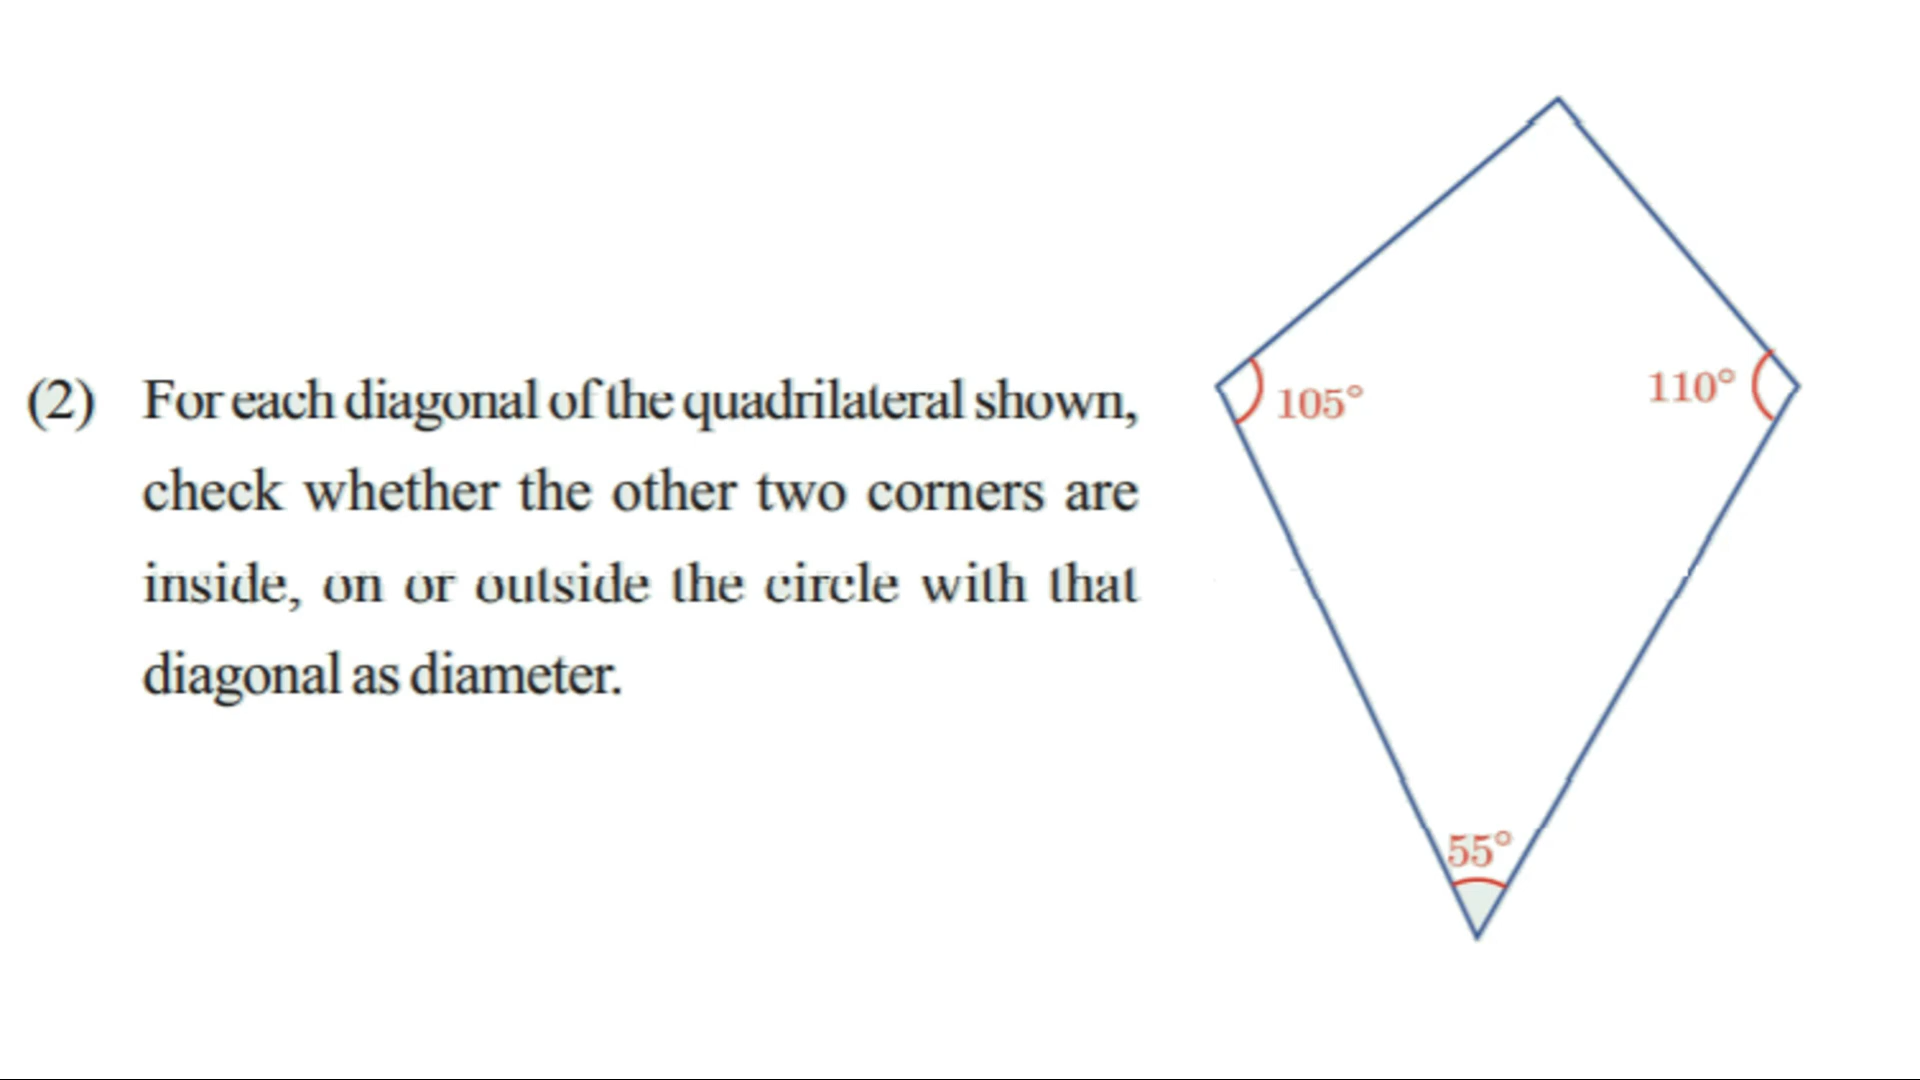 (2) For each diagonal of the quadrilateral shown,
check whether the other two corners are
inside, on or outside the circle with that
diagonal as diameter.
105°
110°
55°